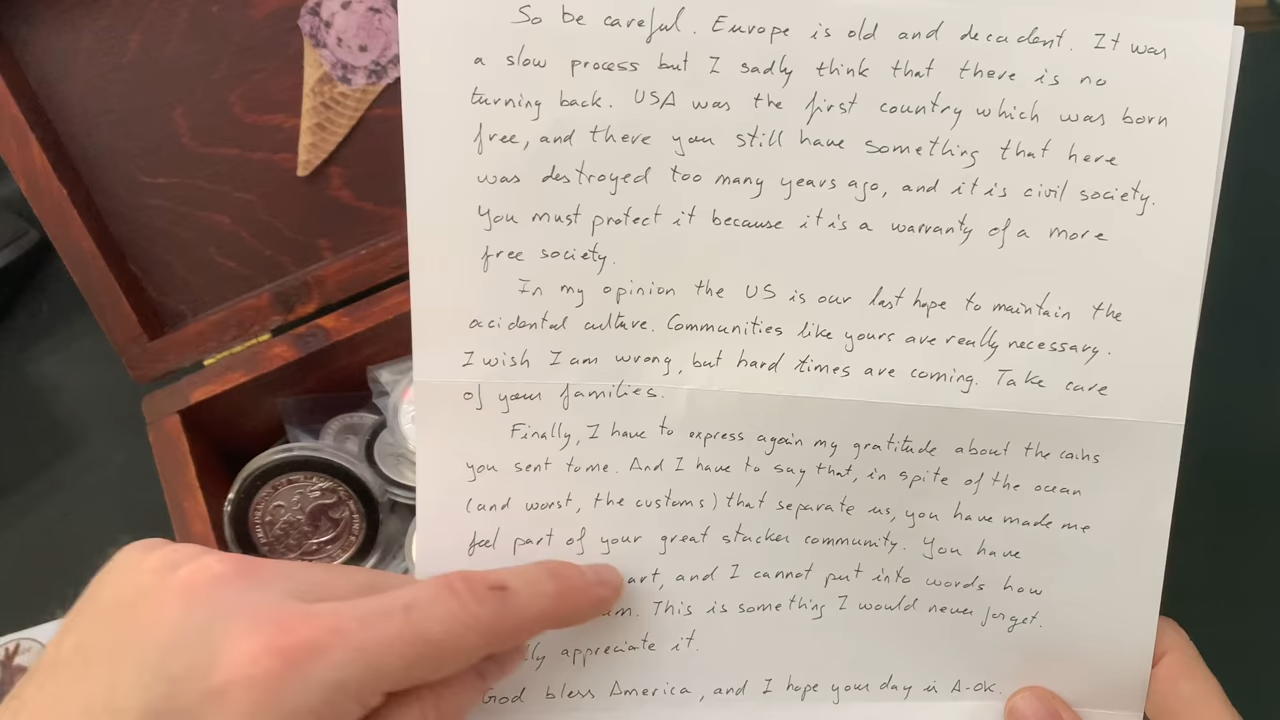 So be careful. Europe is old and decadent. It was
a slow process but I sadly think that there is no
turning back. USA was the first country which was born
free, and there you still have something that here
was destroyed too many years ago, and it is civil society.
You must protect it because it is a warranty of a more
free society.
In my opinion the US is our last hope to maintain the
occidental culture. Communities like yours are really necessary.
I wish I am wrong, but hard times are coming. Take care
of your families.
Finally, I have to express again my gratitude about the coins
you sent to me. And I have to say that, in spite of the ocean
(and worst, the customs) that separate us, you have made me
feel part of your great stacker community. You have
art, and I cannot put into words how
am. This is something I would never forget.
lly appreciate it.
God bless America, and I hope your day is A-OK.